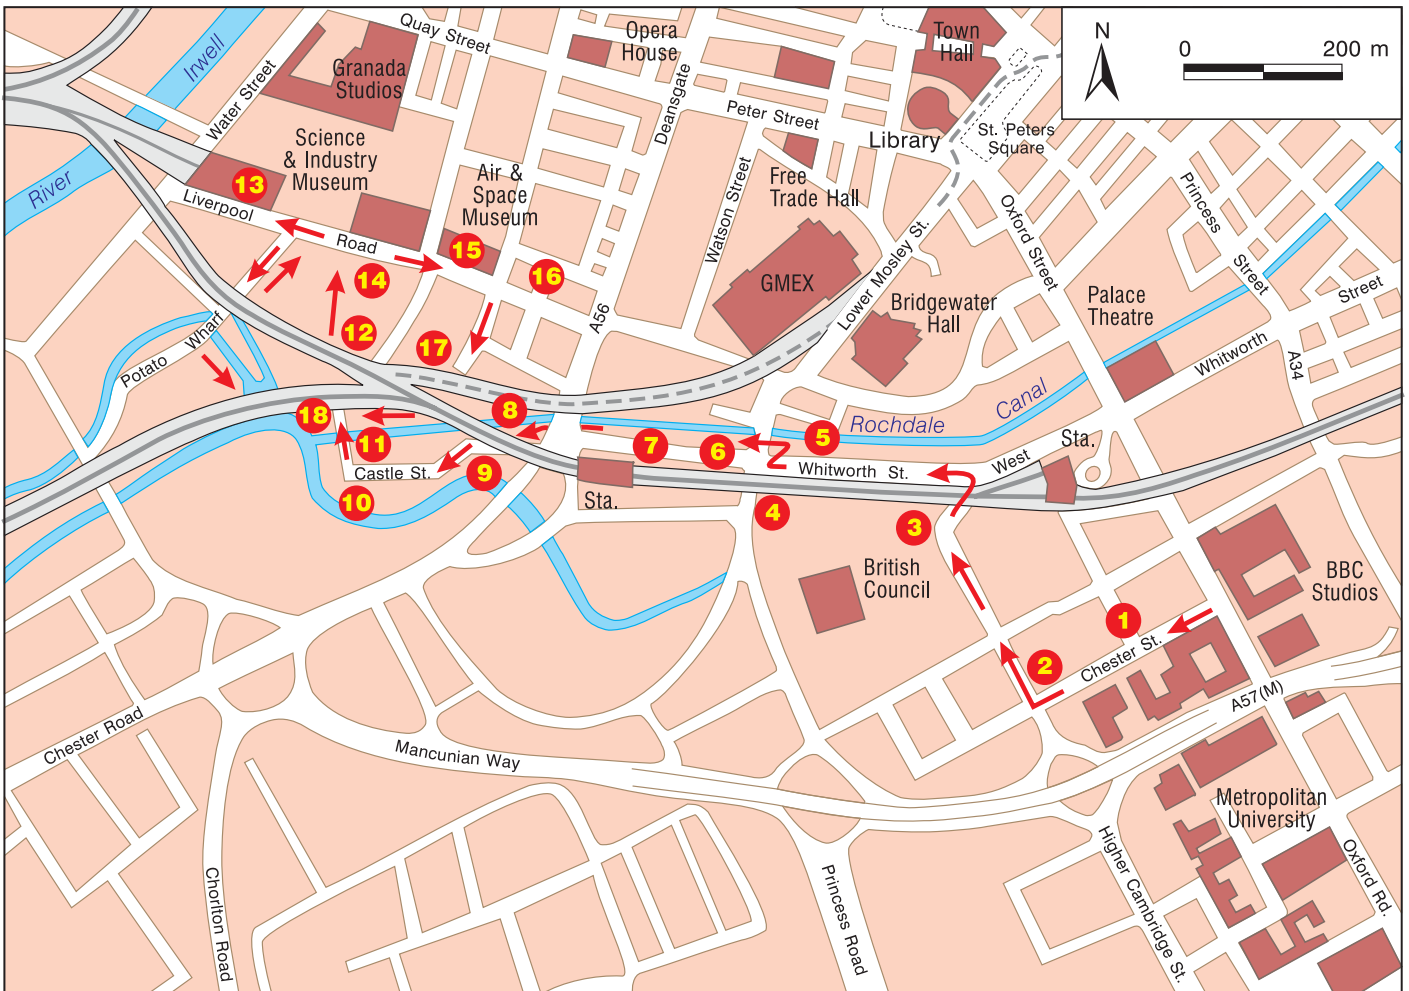 Quay Street
Opera
House
Town
Hall
N
0
200 m
Irwell
Granada
Studios
Water Street
Deansgate
Peter Street
Library
St. Peters
Square
Science
& Industry
Museum
Air &
Space
Museum
Watson Street
Free
Trade Hall
Princess
Street
River
13
Liverpool
Road
15
14
16
Oxford Street
Lower Mosley St.
GMEX
Bridgewater
Hall
Palace
Theatre
Street
Whitworth
A34
A56
12
17
Potato Wharf
18
8
11
7
6
5
Rochdale
Canal
Castle St.
9
10
Whitworth St.
West
Sta.
Sta.
4
3
British
Council
BBC
Studios
1
2
Chester St.
A57(M)
Chester Road
Mancunian Way
Metropolitan
University
Chorlton Road
Princess Road
Higher Cambridge St.
Oxford Rd.